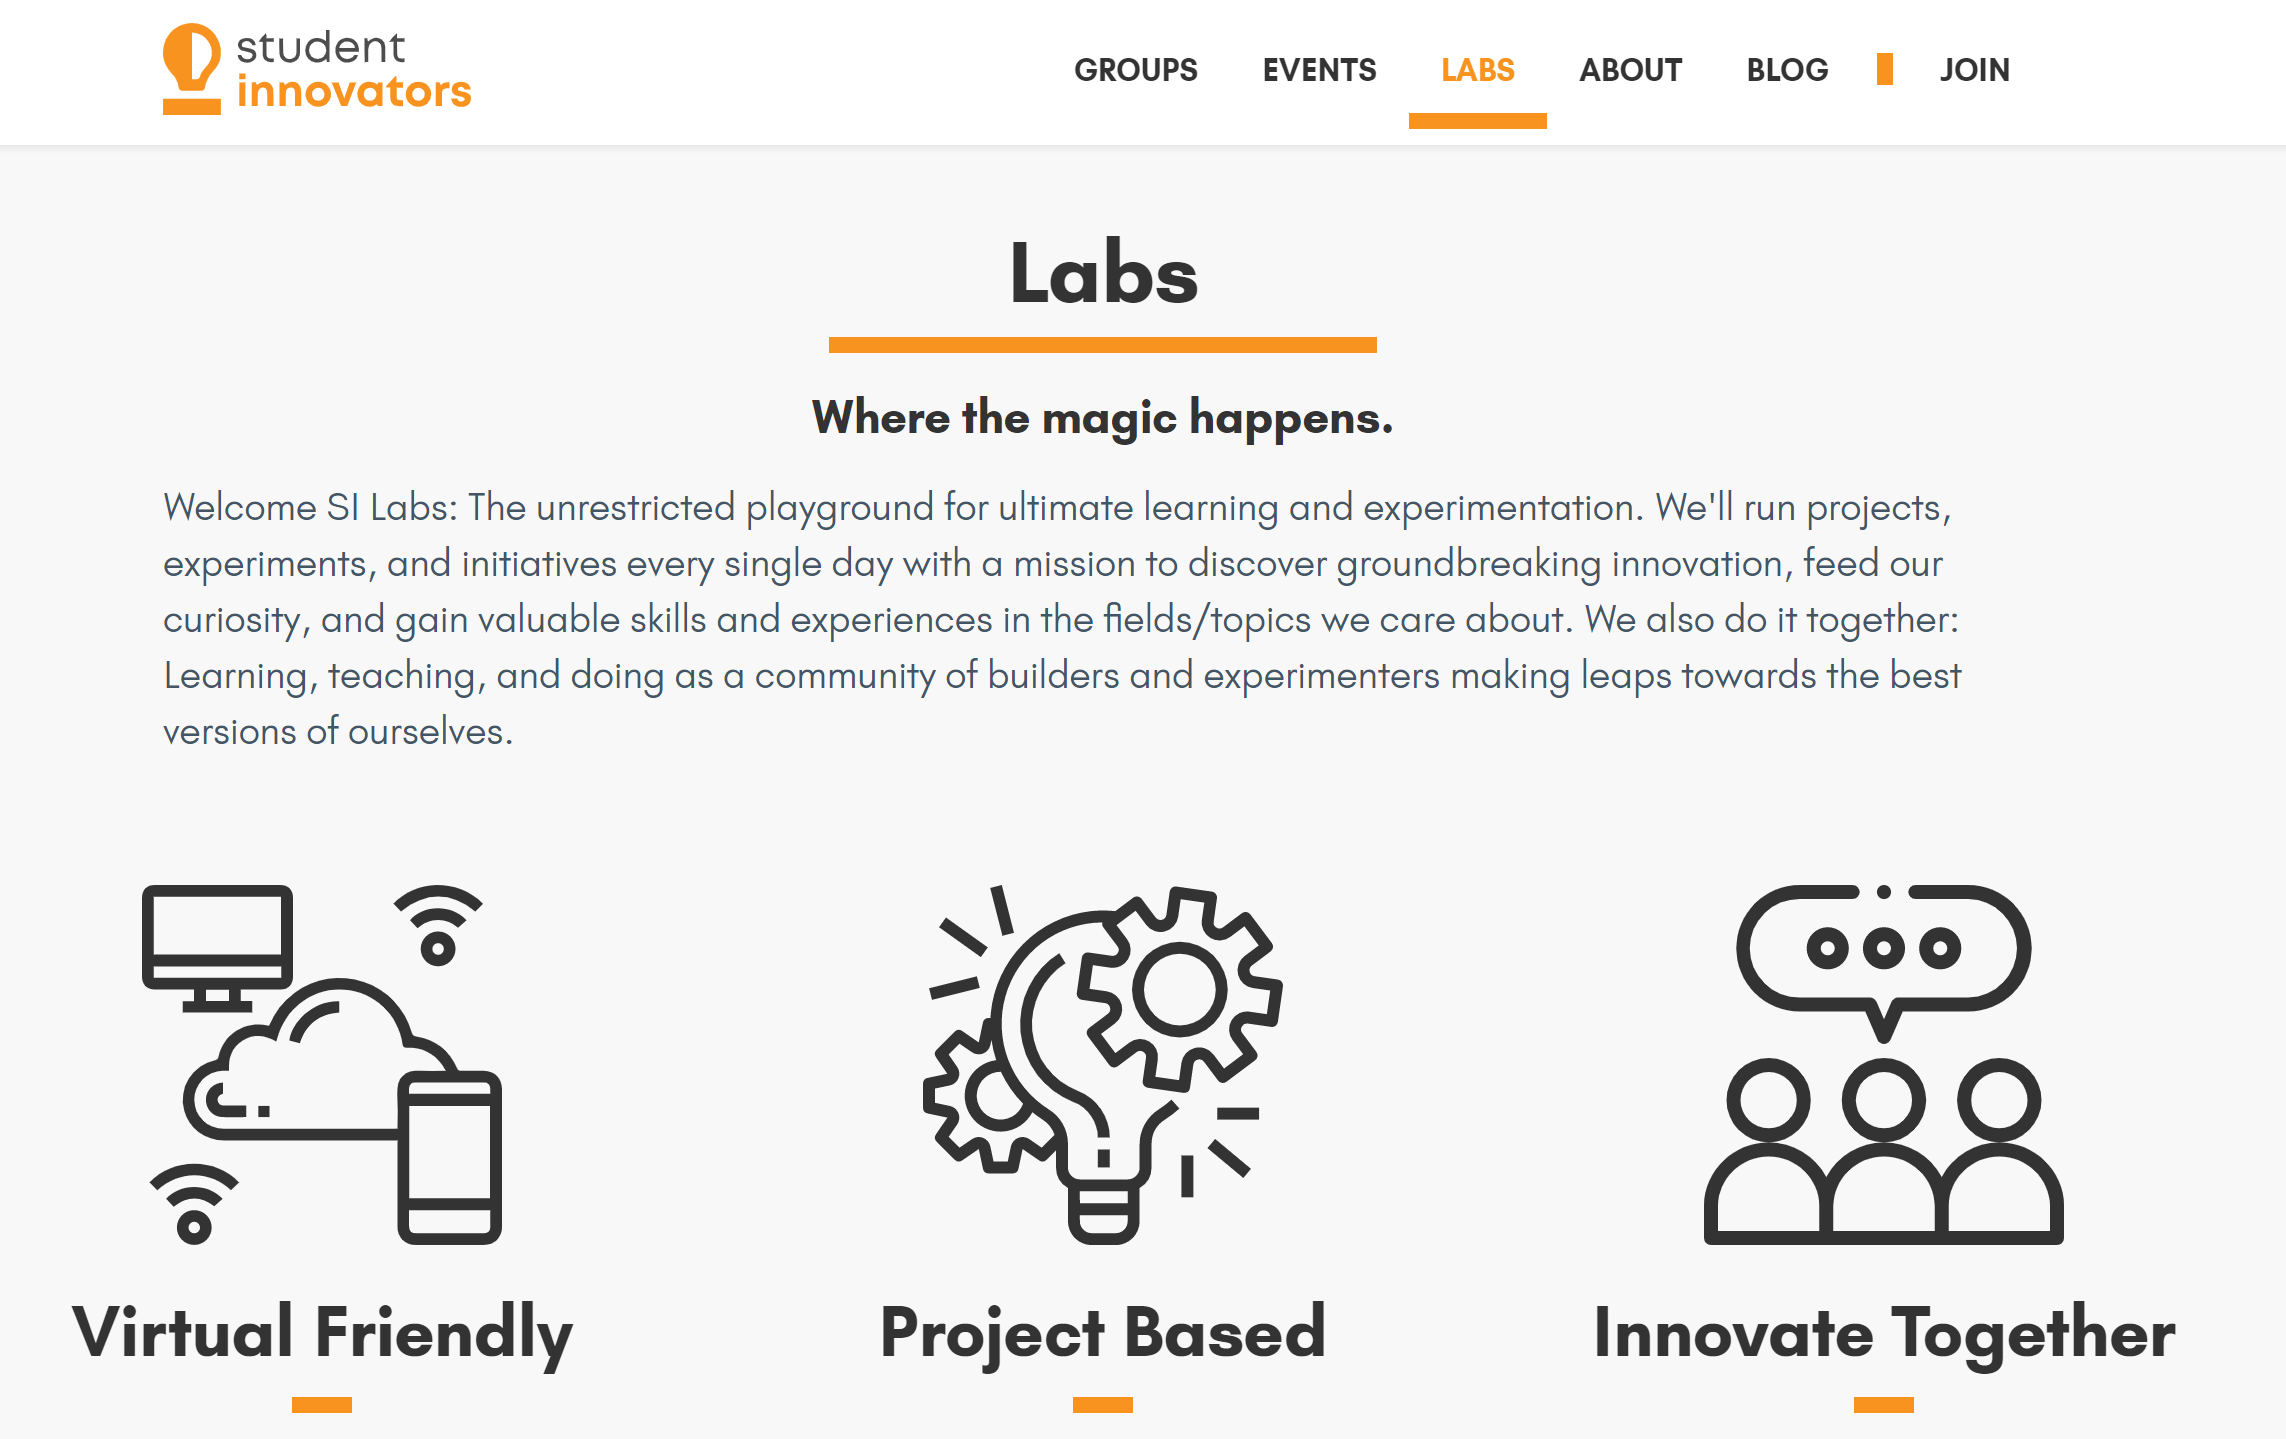 student
innovators
GROUPS EVENTS LABS ABOUT BLOG JOIN
Labs
Where the magic happens.
Welcome SI Labs: The unrestricted playground for ultimate learning and experimentation. We'll run projects,
experiments, and initiatives every single day with a mission to discover groundbreaking innovation, feed our
curiosity, and gain valuable skills and experiences in the fields/topics we care about. We also do it together:
Learning, teaching, and doing as a community of builders and experimenters making leaps towards the best
versions of ourselves.
Virtual Friendly
Project Based
Innovate Together